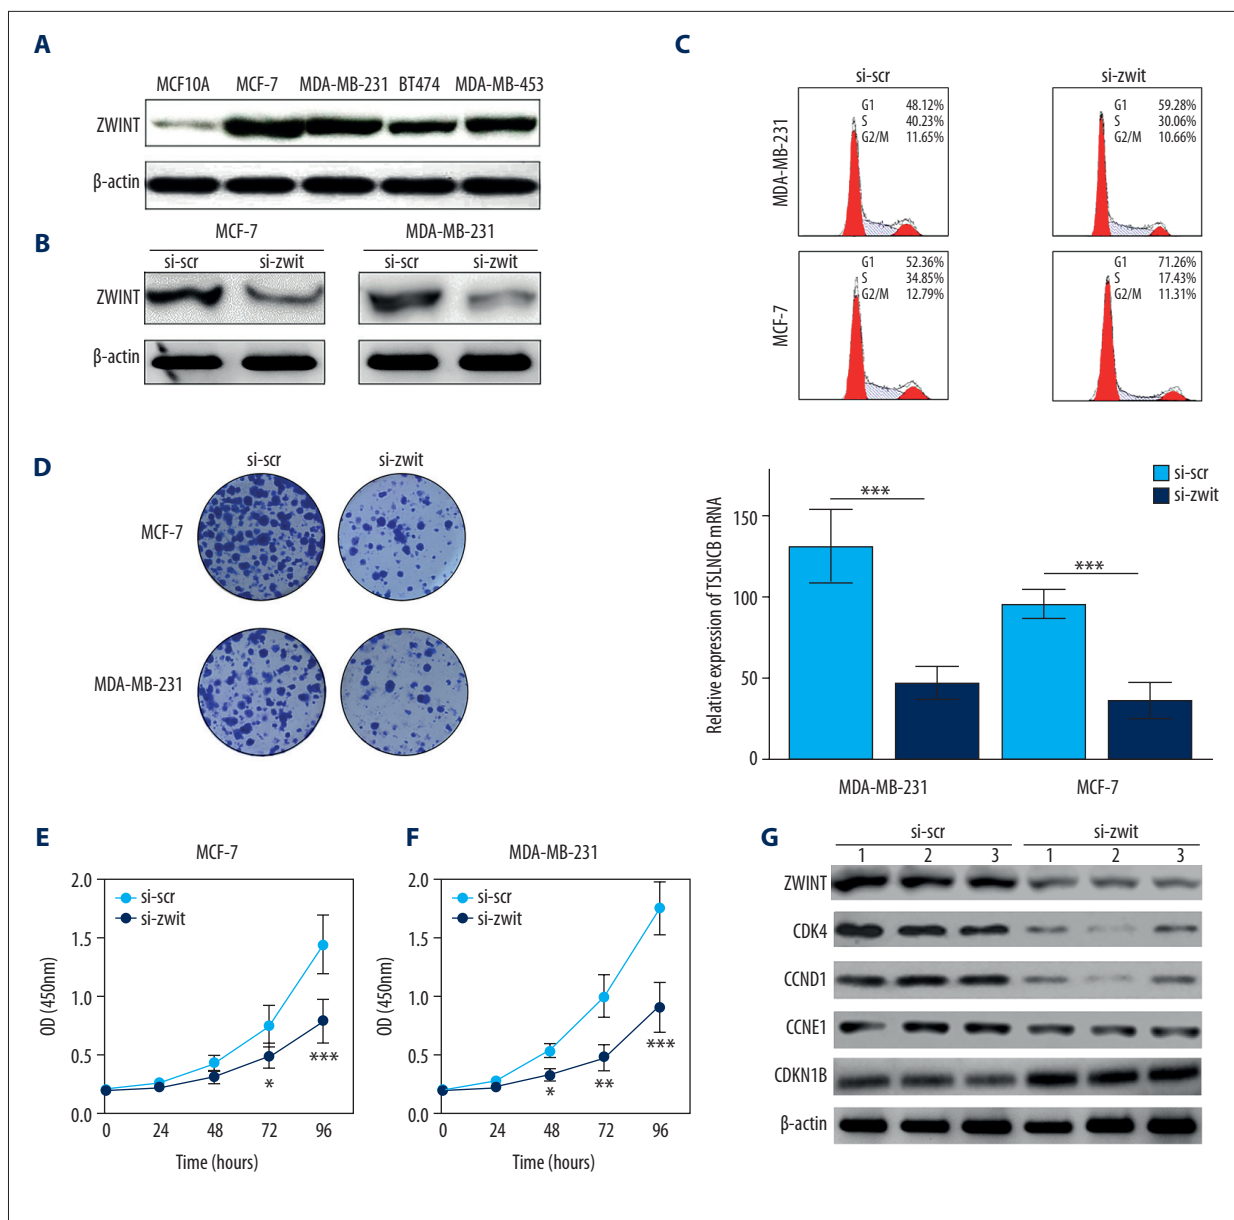 A
MCF10A MCF-7 MDA-MB-231 BT474 MDA-MB-453
ZWINT
β-actin
B
MCF-7 MDA-MB-231
si-scr si-zwit si-scr si-zwit
ZWINT
β-actin
C
si-scr si-zwit
MDA-MB-231
G1 48.12%
S 40.23%
G2/M 11.65%
G1 59.28%
S 30.06%
G2/M 10.66%
MCF-7
G1 52.36%
S 34.85%
G2/M 12.79%
G1 71.26%
S 17.43%
G2/M 11.31%
D
si-scr si-zwit
MCF-7
MDA-MB-231
si-scr
si-zwit
Relative expression of TSLNCB mRNA
150
100
50
0
***
***
MDA-MB-231 MCF-7
E
MCF-7
si-scr
si-zwit
OD (450nm)
2.0
1.5
1.0
0.5
0.0
*
***
0 24 48 72 96
Time (hours)
F
MDA-MB-231
si-scr
si-zwit
OD (450nm)
2.0
1.5
1.0
0.5
0.0
*
**
***
0 24 48 72 96
Time (hours)
G
si-scr si-zwit
1 2 3 1 2 3
ZWINT
CDK4
CCND1
CCNE1
CDKN1B
β-actin